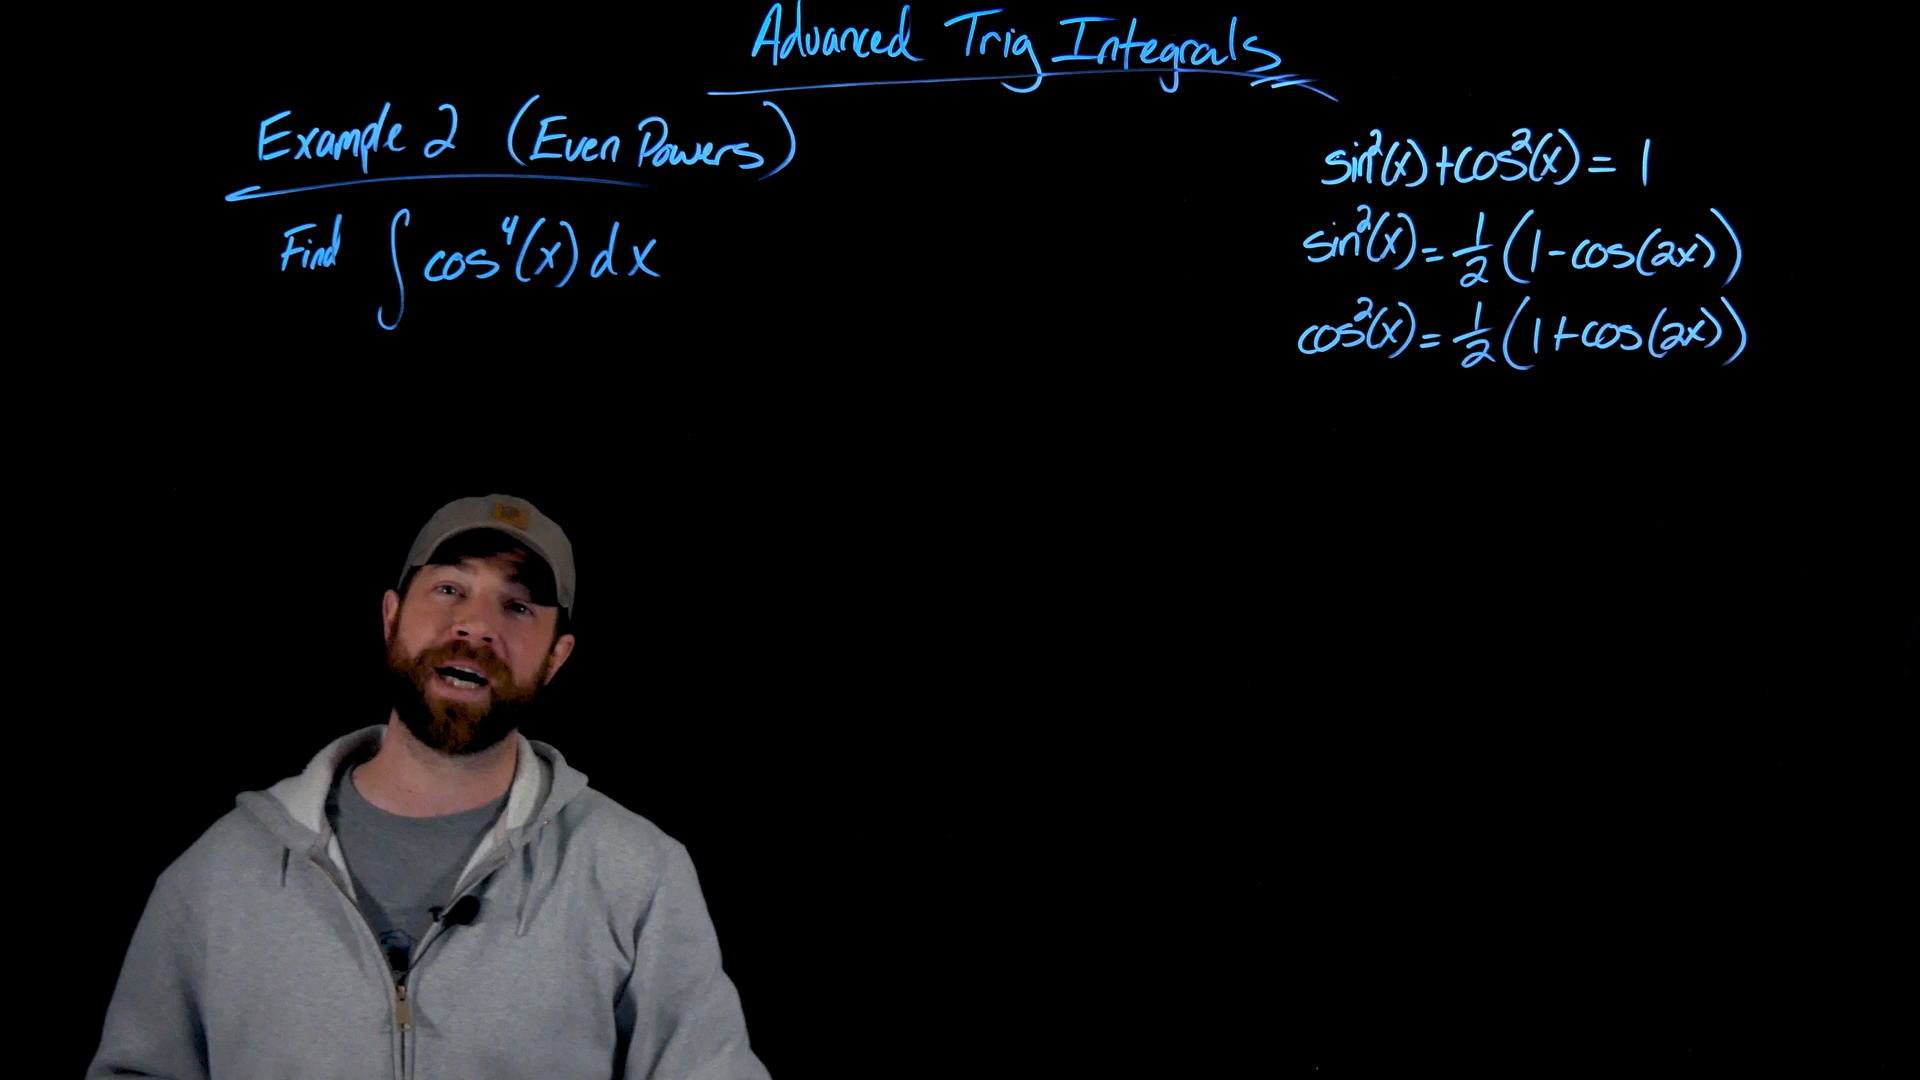 Advanced Trig Integrals
Example 2 (Even Powers)
Find ∫ cos⁴(x) dx
sin²(x)+cos²(x) = 1
sin²(x) = 1/2 (1-cos(2x))
cos²(x) = 1/2 (1+cos(2x))